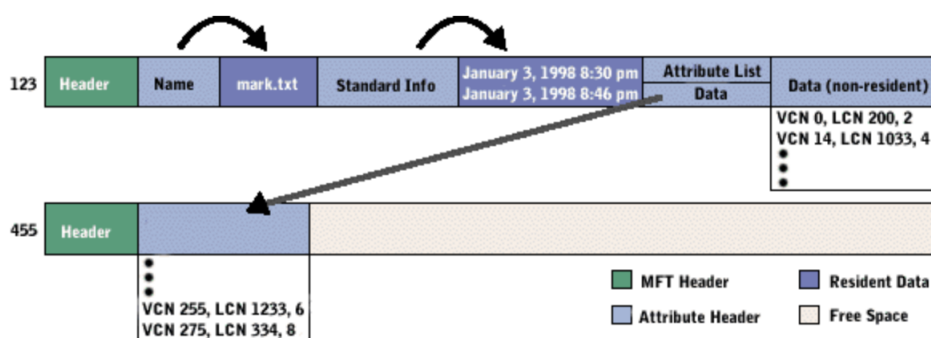 123 Header Name mark.txt Standard Info January 3, 1998 8:30 pm Attribute List Data (non-resident)
January 3, 1998 8:46 pm Data
VCN 0, LCN 200, 2
VCN 14, LCN 1033, 4
455 Header
VCN 255, LCN 1233, 6
VCN 275, LCN 334, 8
MFT Header Resident Data
Attribute Header Free Space